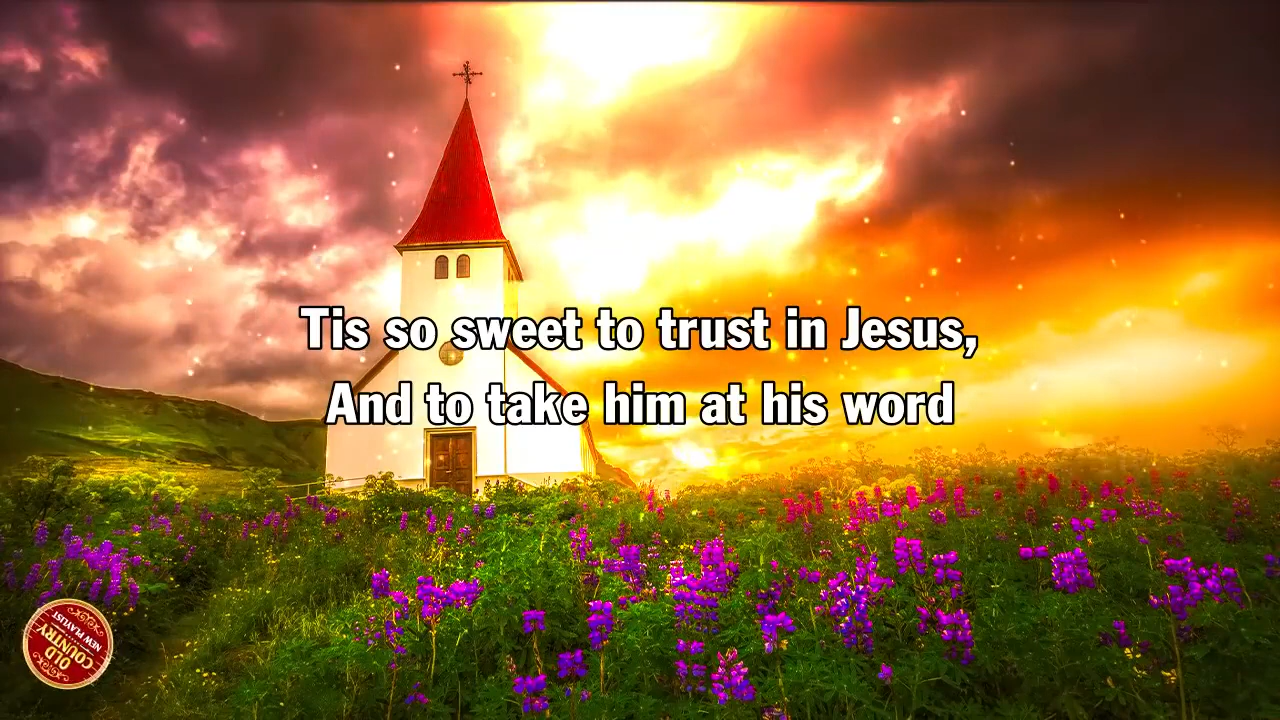 Tis so sweet to trust in Jesus,
And to take him at his word
OLD
COUNTRY
NEW PLAYLIST